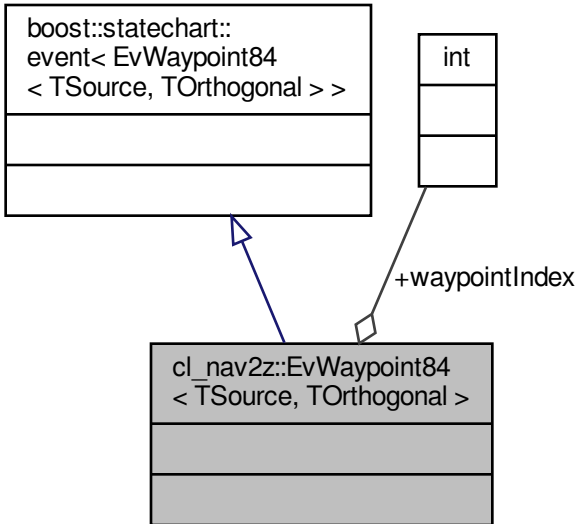 boost::statechart::
event< EvWaypoint84
< TSource, TOrthogonal > >
int
+waypointIndex
cl_nav2z::EvWaypoint84
< TSource, TOrthogonal >